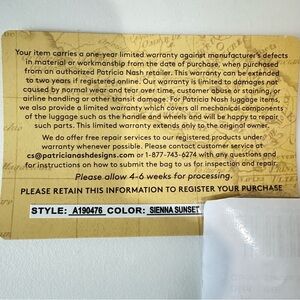 Your item carries a one-year limited warranty against manufacturer's defects
in material or workmanship from the date of purchase, when purchased
from an authorized Patricia Nash retailer. This warranty can be extended
to two years if registered online. Our warranty is limited to damages not
caused by normal wear and tear over time, customer abuse or staining, or
airline handling or other transit damage. For Patricia Nash luggage items,
we also provide a limited warranty which covers all mechanical components
of the luggage such as the handle and wheels and will be happy to repair
such parts. This limited warranty extends only to the original owner.
We do offer free repair services to our registered products under
warranty whenever possible. Please contact customer service at
cs@patricianashdesigns.com or 1-877-743-6274 with any questions and
for instructions on how to submit the bag to us for inspection and repair.
Please allow 4-6 weeks for processing.
PLEASE RETAIN THIS INFORMATION TO REGISTER YOUR PURCHASE
STYLE: A190476 COLOR: SIENNA SUNSET